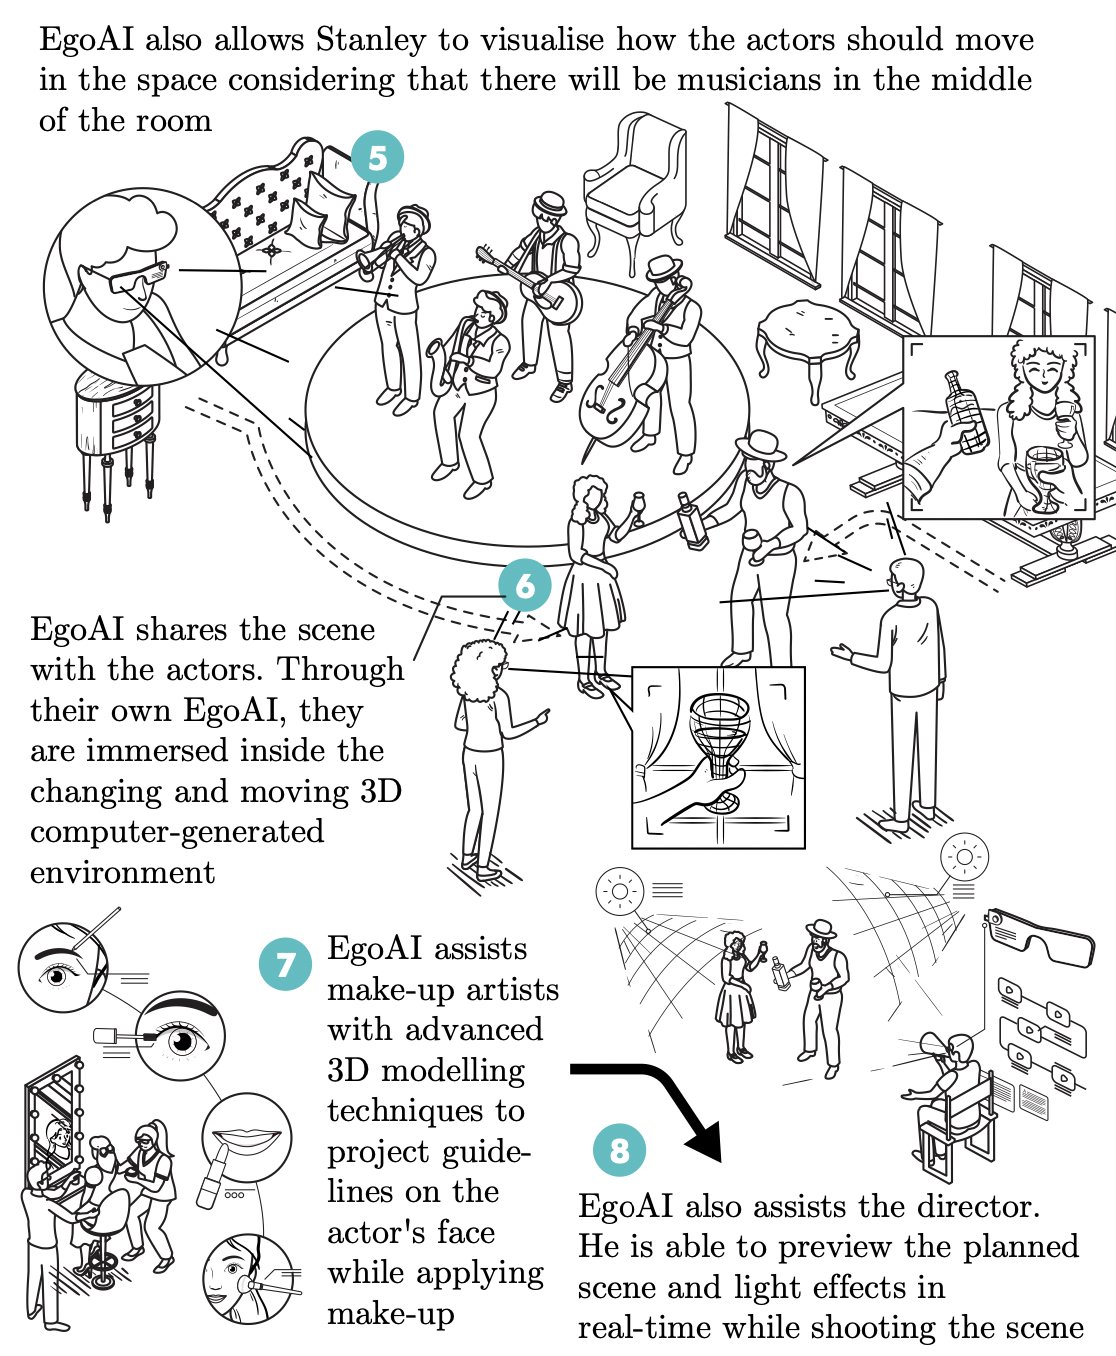 EgoAI also allows Stanley to visualise how the actors should move
in the space considering that there will be musicians in the middle
of the room
5
6
EgoAI shares the scene
with the actors. Through
their own EgoAI, they
are immersed inside the
changing and moving 3D
computer-generated
environment
7
EgoAI assists
make-up artists
with advanced
3D modelling
techniques to
project guide-
lines on the
actor's face
while applying
make-up
8
EgoAI also assists the director.
He is able to preview the planned
scene and light effects in
real-time while shooting the scene